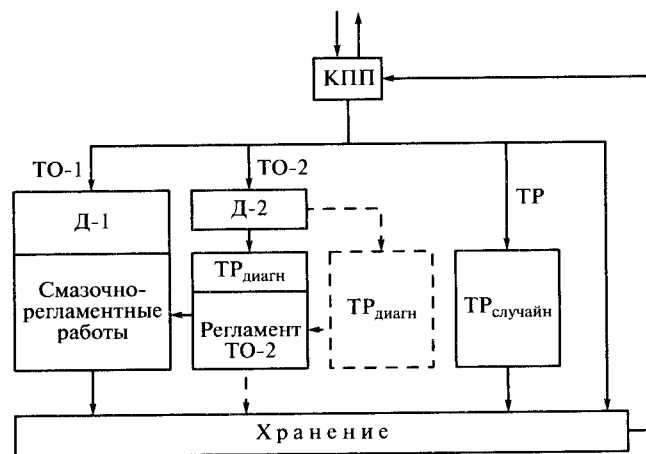 КПП
ТО-1
ТО-2
ТР
Д-1
Д-2
Смазочно-
регламентные
работы
ТРдиагн
Регламент
ТО-2
ТРдиагн
ТРслучайн
Хранение